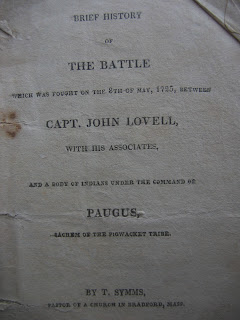 BRIEF HISTORY
OF
THE BATTLE
WHICH WAS FOUGHT ON THE 8TH OF MAY, 1725, BETWEEN
CAPT. JOHN LOVELL,
WITH HIS ASSOCIATES,
AND A BODY OF INDIANS UNDER THE COMMAND OF
PAUGUS,
SACHEM OF THE PIGWACKET TRIBE.
BY T. SYMMS,
PASTOR OF A CHURCH IN BRADFORD, MASS.